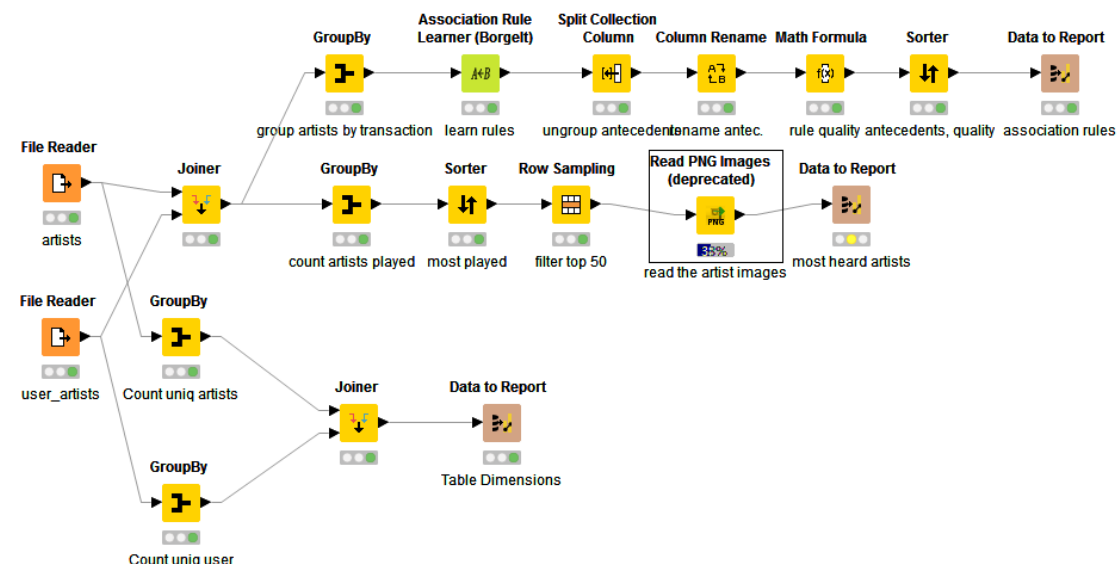 Association Rule
Learner (Borgelt)
Split Collection
Column
GroupBy
Column Rename
Math Formula
Sorter
Data to Report
A+B
A
B
f(x)
group artists by transaction
learn rules
ungroup antecedents
rename antec.
rule quality
antecedents, quality
association rules
File Reader
Joiner
GroupBy
Sorter
Row Sampling
Read PNG Images
(deprecated)
Data to Report
PNG
artists
count artists played
most played
filter top 50
33%
read the artist images
most heard artists
File Reader
GroupBy
user_artists
Count uniq artists
Joiner
Data to Report
GroupBy
Table Dimensions
Count uniq user